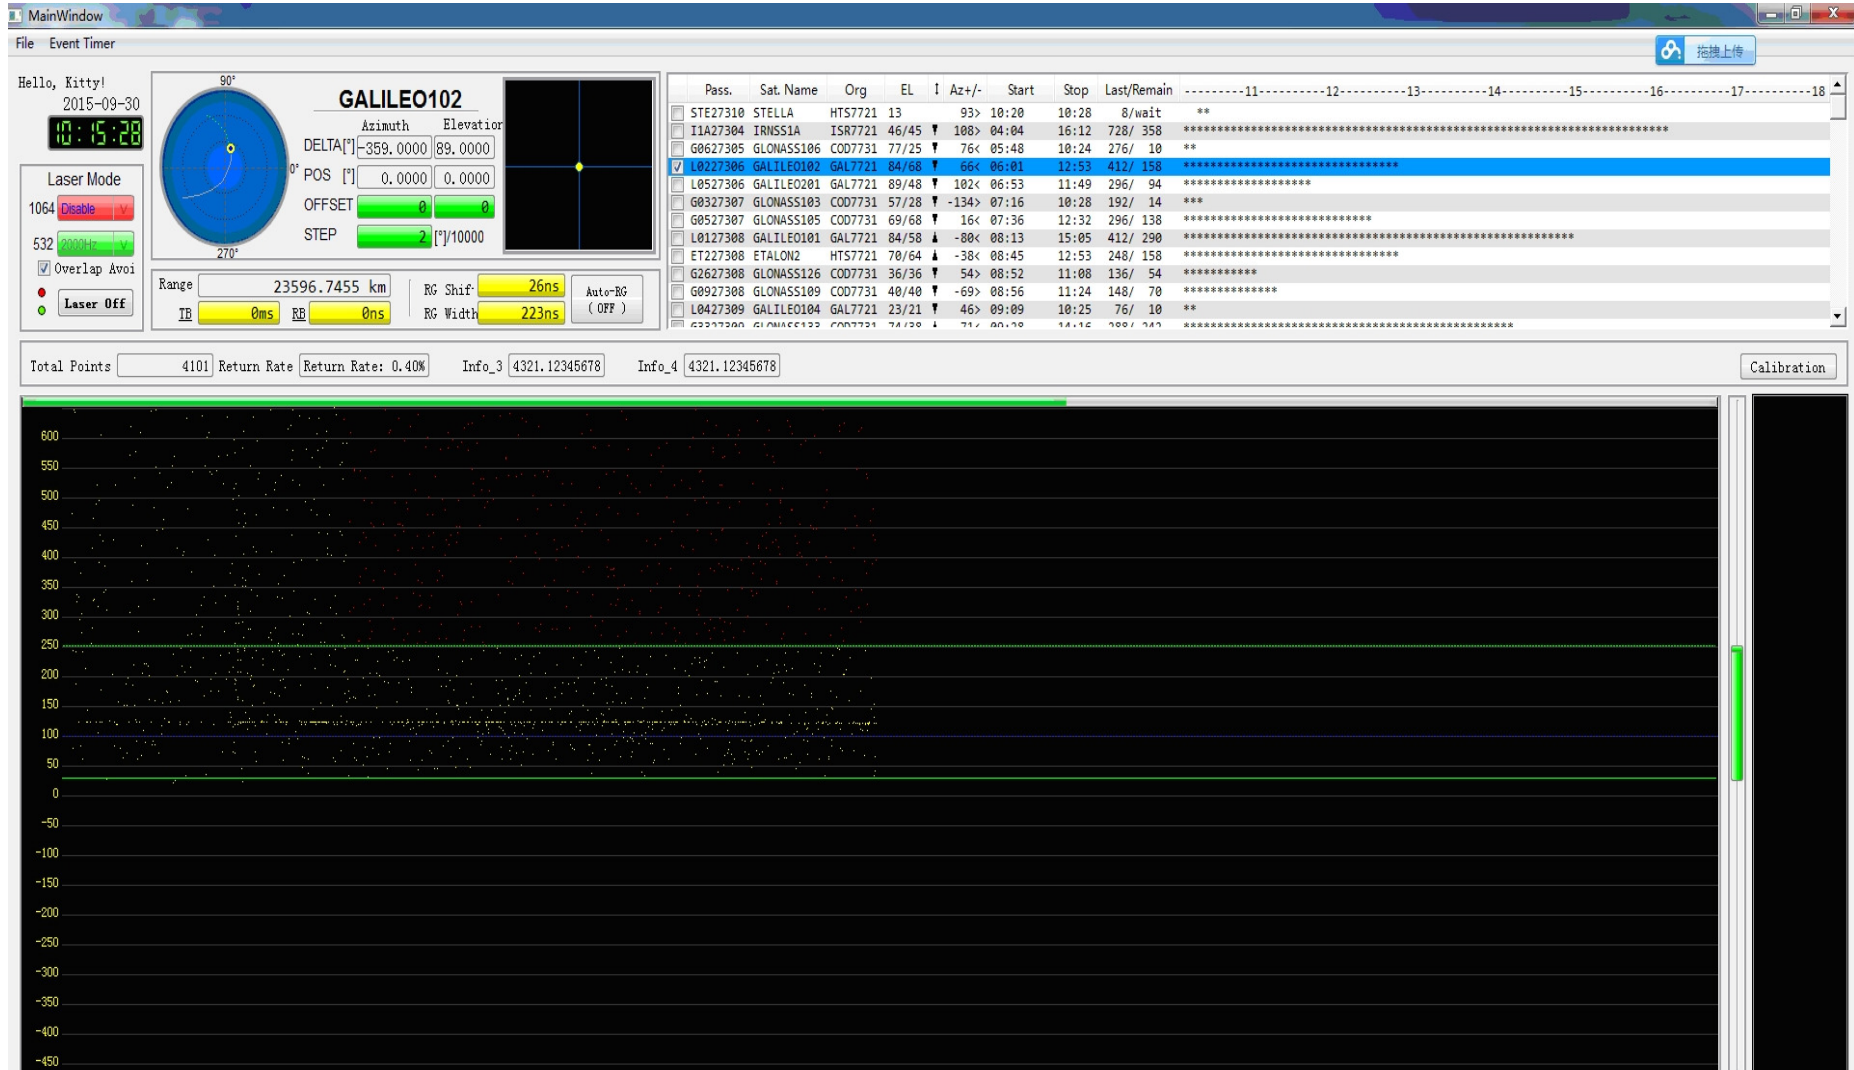 MainWindow
File Event Timer
拖拽上传
Hello, Kitty!
2015-09-30
10:15:28
Laser Mode
1064 Disable V
532 2000Hz V
Overlap Avoi
Laser Off
90°
0°
270°
GALILEO102
Azimuth Elevation
DELTA[°] -359.0000 89.0000
POS [°] 0.0000 0.0000
OFFSET 0 0
STEP 2 [°]/10000
Range 23596.7455 km
TB 0ms RB 0ns
RG Shif 26ns
RG Width 223ns
Auto-RG
( OFF )
Pass. Sat. Name Org EL ↕ Az+/- Start Stop Last/Remain ---------11----------12----------13----------14----------15----------16----------17----------18
STE27310 STELLA HTS7721 13 93> 10:20 10:28 8/wait **
I1A27304 IRNSS1A ISR7721 46/45 108> 04:04 16:12 728/ 358 ************************************************************************
G0627305 GLONASS106 COD7731 77/25 76< 05:48 10:24 276/ 10 **
L0227306 GALILEO102 GAL7721 84/68 66< 06:01 12:53 412/ 158 ********************************
L0527306 GALILEO201 GAL7721 89/48 102< 06:53 11:49 296/ 94 *******************
G0327307 GLONASS103 COD7731 57/28 -134> 07:16 10:28 192/ 14 ***
G0527307 GLONASS105 COD7731 69/68 16< 07:36 12:32 296/ 138 ****************************
L0127308 GALILEO101 GAL7721 84/58 -80< 08:13 15:05 412/ 290 **********************************************************
ET227308 ETALON2 HTS7721 70/64 -38< 08:45 12:53 248/ 158 ********************************
G2627308 GLONASS126 COD7731 36/36 54> 08:52 11:08 136/ 54 ***********
G0927308 GLONASS109 COD7731 40/40 -69> 08:56 11:24 148/ 70 **************
L0427309 GALILEO104 GAL7721 23/21 46> 09:09 10:25 76/ 10 **
G3327309 GLONASS133 COD7731 74/38 71< 09:28 14:16 288/ 242 *************************************************
Total Points 4101 Return Rate Return Rate: 0.40% Info_3 4321.12345678 Info_4 4321.12345678
Calibration
600
550
500
450
400
350
300
250
200
150
100
50
0
-50
-100
-150
-200
-250
-300
-350
-400
-450